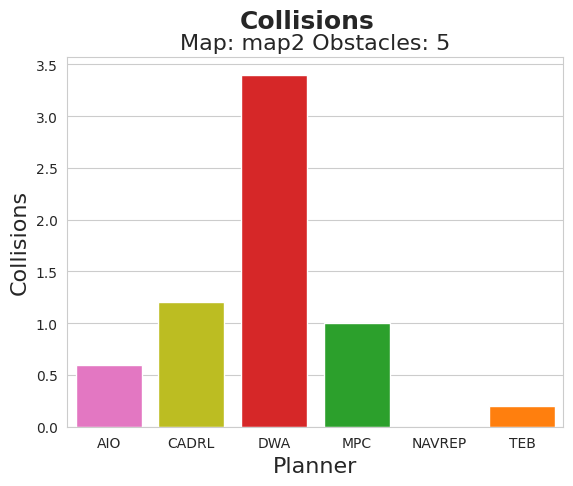 Collisions
Map: map2 Obstacles: 5
3.5
3.0
2.5
2.0
1.5
1.0
0.5
0.0
Collisions
AIO CADRL DWA MPC NAVREP TEB
Planner